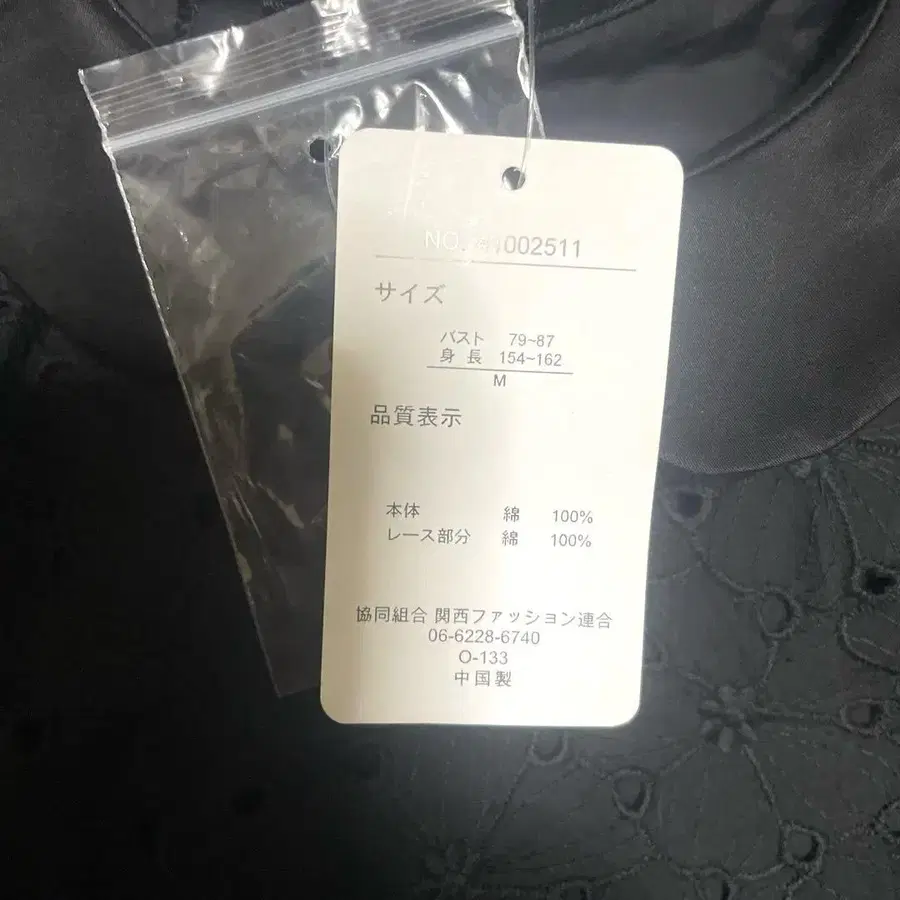 サイズ
バスト 79~87
身長 154~162
M
品質表示
本体 綿 100%
レース部分 綿 100%
協同組合 関西ファッション連合
06-6228-6740
O-133
中国製